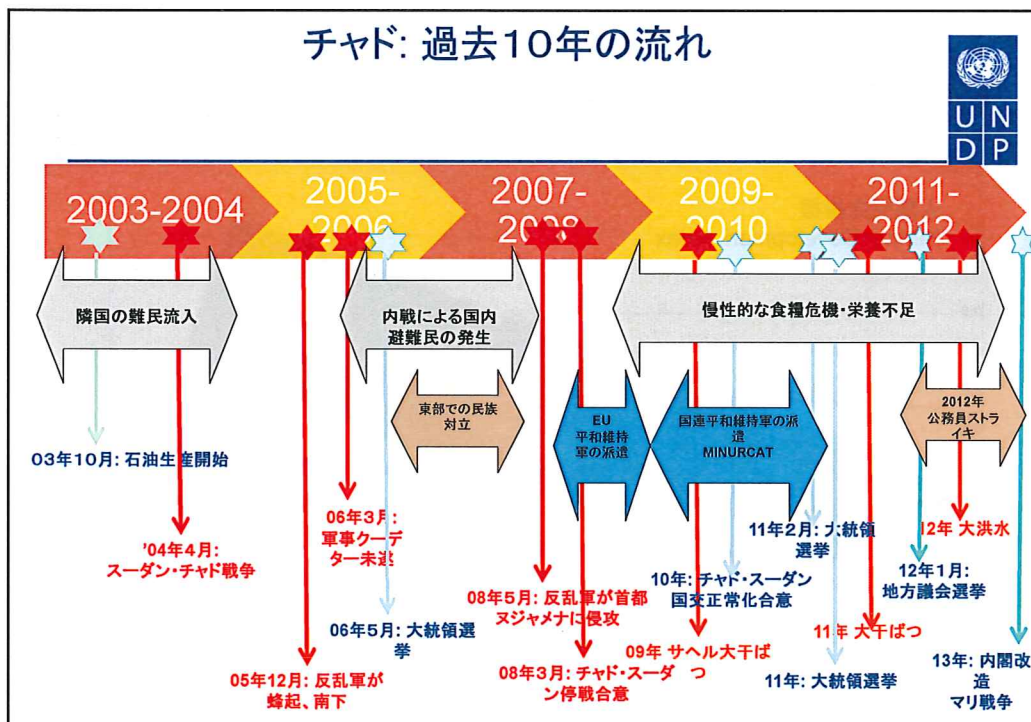 チャド: 過去10年の流れ
U N
D P
2003-2004
2005-
2006
2007-
2008
2009-
2010
2011-
2012
隣国の難民流入
内戦による国内
避難民の発生
慢性的な食糧危機・栄養不足
東部での民族
対立
EU
平和維持
軍の派遣
国連平和維持軍の派
遣
MINURCAT
2012年
公務員ストラ
イキ
03年10月: 石油生産開始
'04年4月:
スーダン・チャド戦争
05年12月: 反乱軍が
蜂起、南下
06年3月:
軍事クーデ
ター未遂
06年5月: 大統領選
挙
08年5月: 反乱軍が首都
ヌジャメナに侵攻
08年3月: チャド・スーダ
ン停戦合意
09年 サヘル大干ば
つ
10年: チャド・スーダン
国交正常化合意
11年2月: 大統領
選挙
11年: 大統領選挙
11年 大干ばつ
12年1月:
地方議会選挙
12年 大洪水
13年: 内閣改
造
マリ戦争